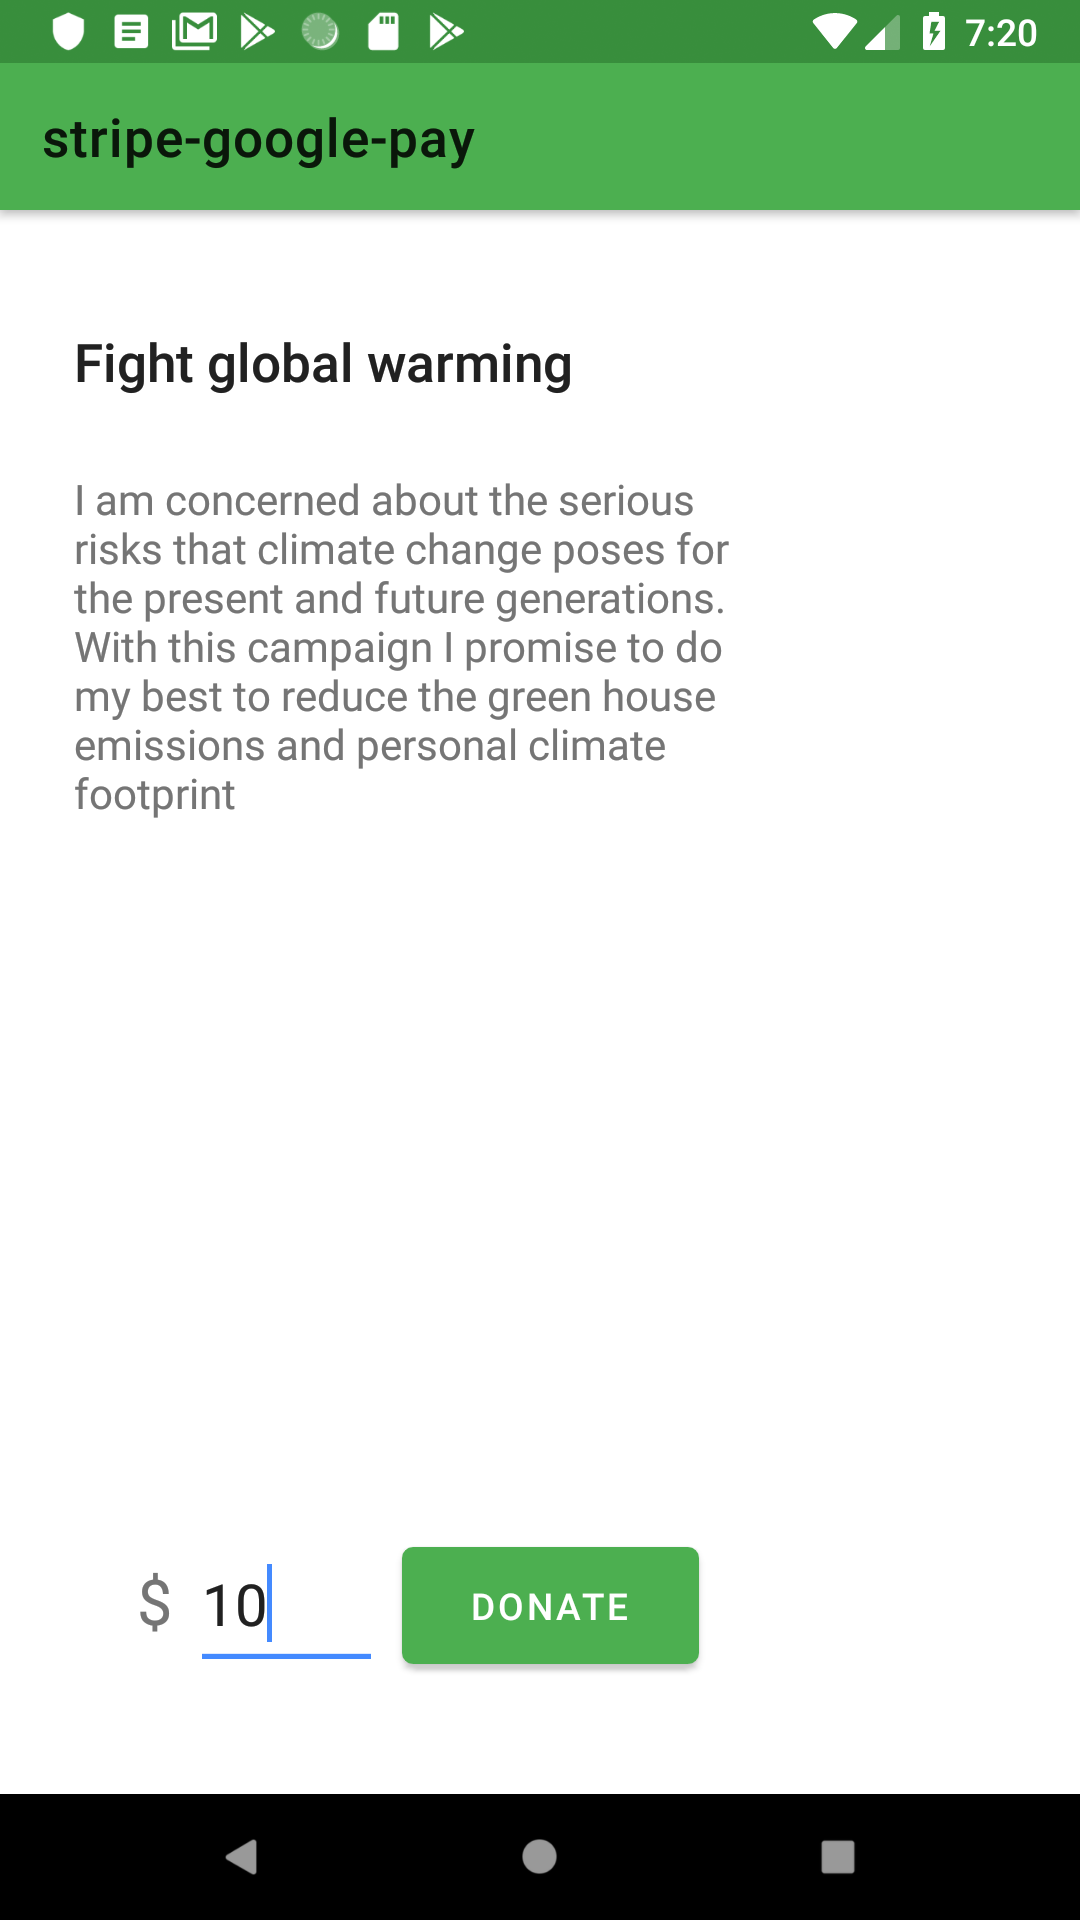 7:20
stripe-google-pay
Fight global warming
I am concerned about the serious
risks that climate change poses for
the present and future generations.
With this campaign I promise to do
my best to reduce the green house
emissions and personal climate
footprint
$ 10 DONATE